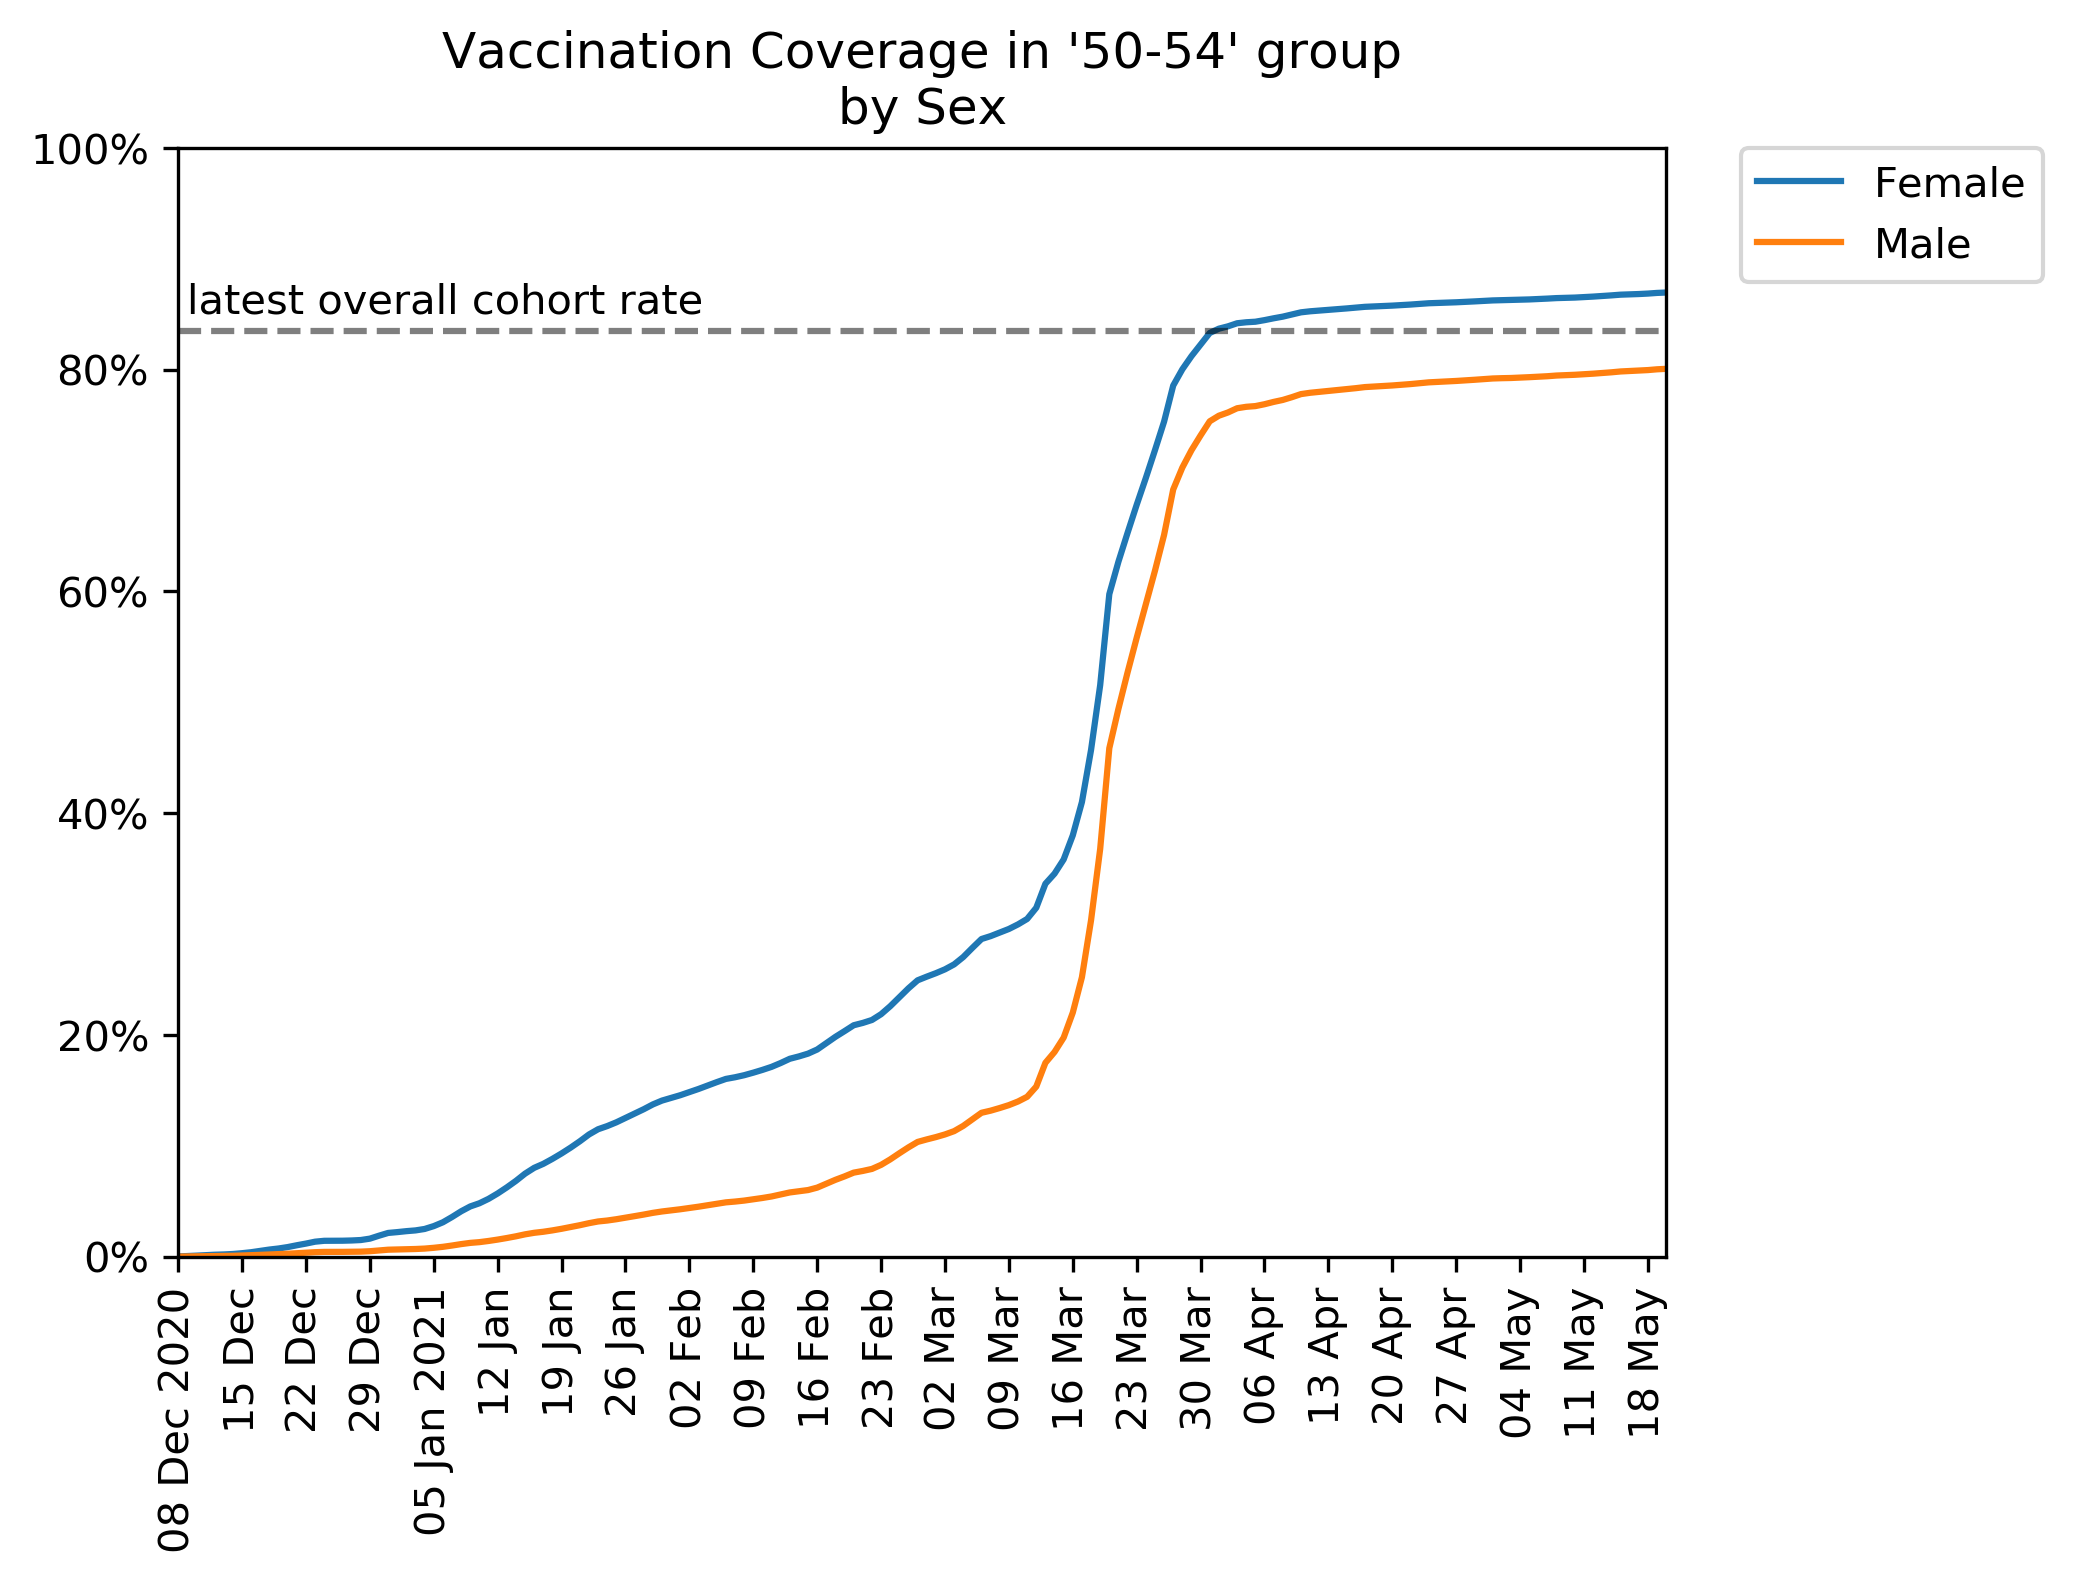 Vaccination Coverage in '50-54' group
by Sex
100%
80%
60%
40%
20%
0%
latest overall cohort rate
Female
Male
08 Dec 2020
15 Dec
22 Dec
29 Dec
05 Jan 2021
12 Jan
19 Jan
26 Jan
02 Feb
09 Feb
16 Feb
23 Feb
02 Mar
09 Mar
16 Mar
23 Mar
30 Mar
06 Apr
13 Apr
20 Apr
27 Apr
04 May
11 May
18 May